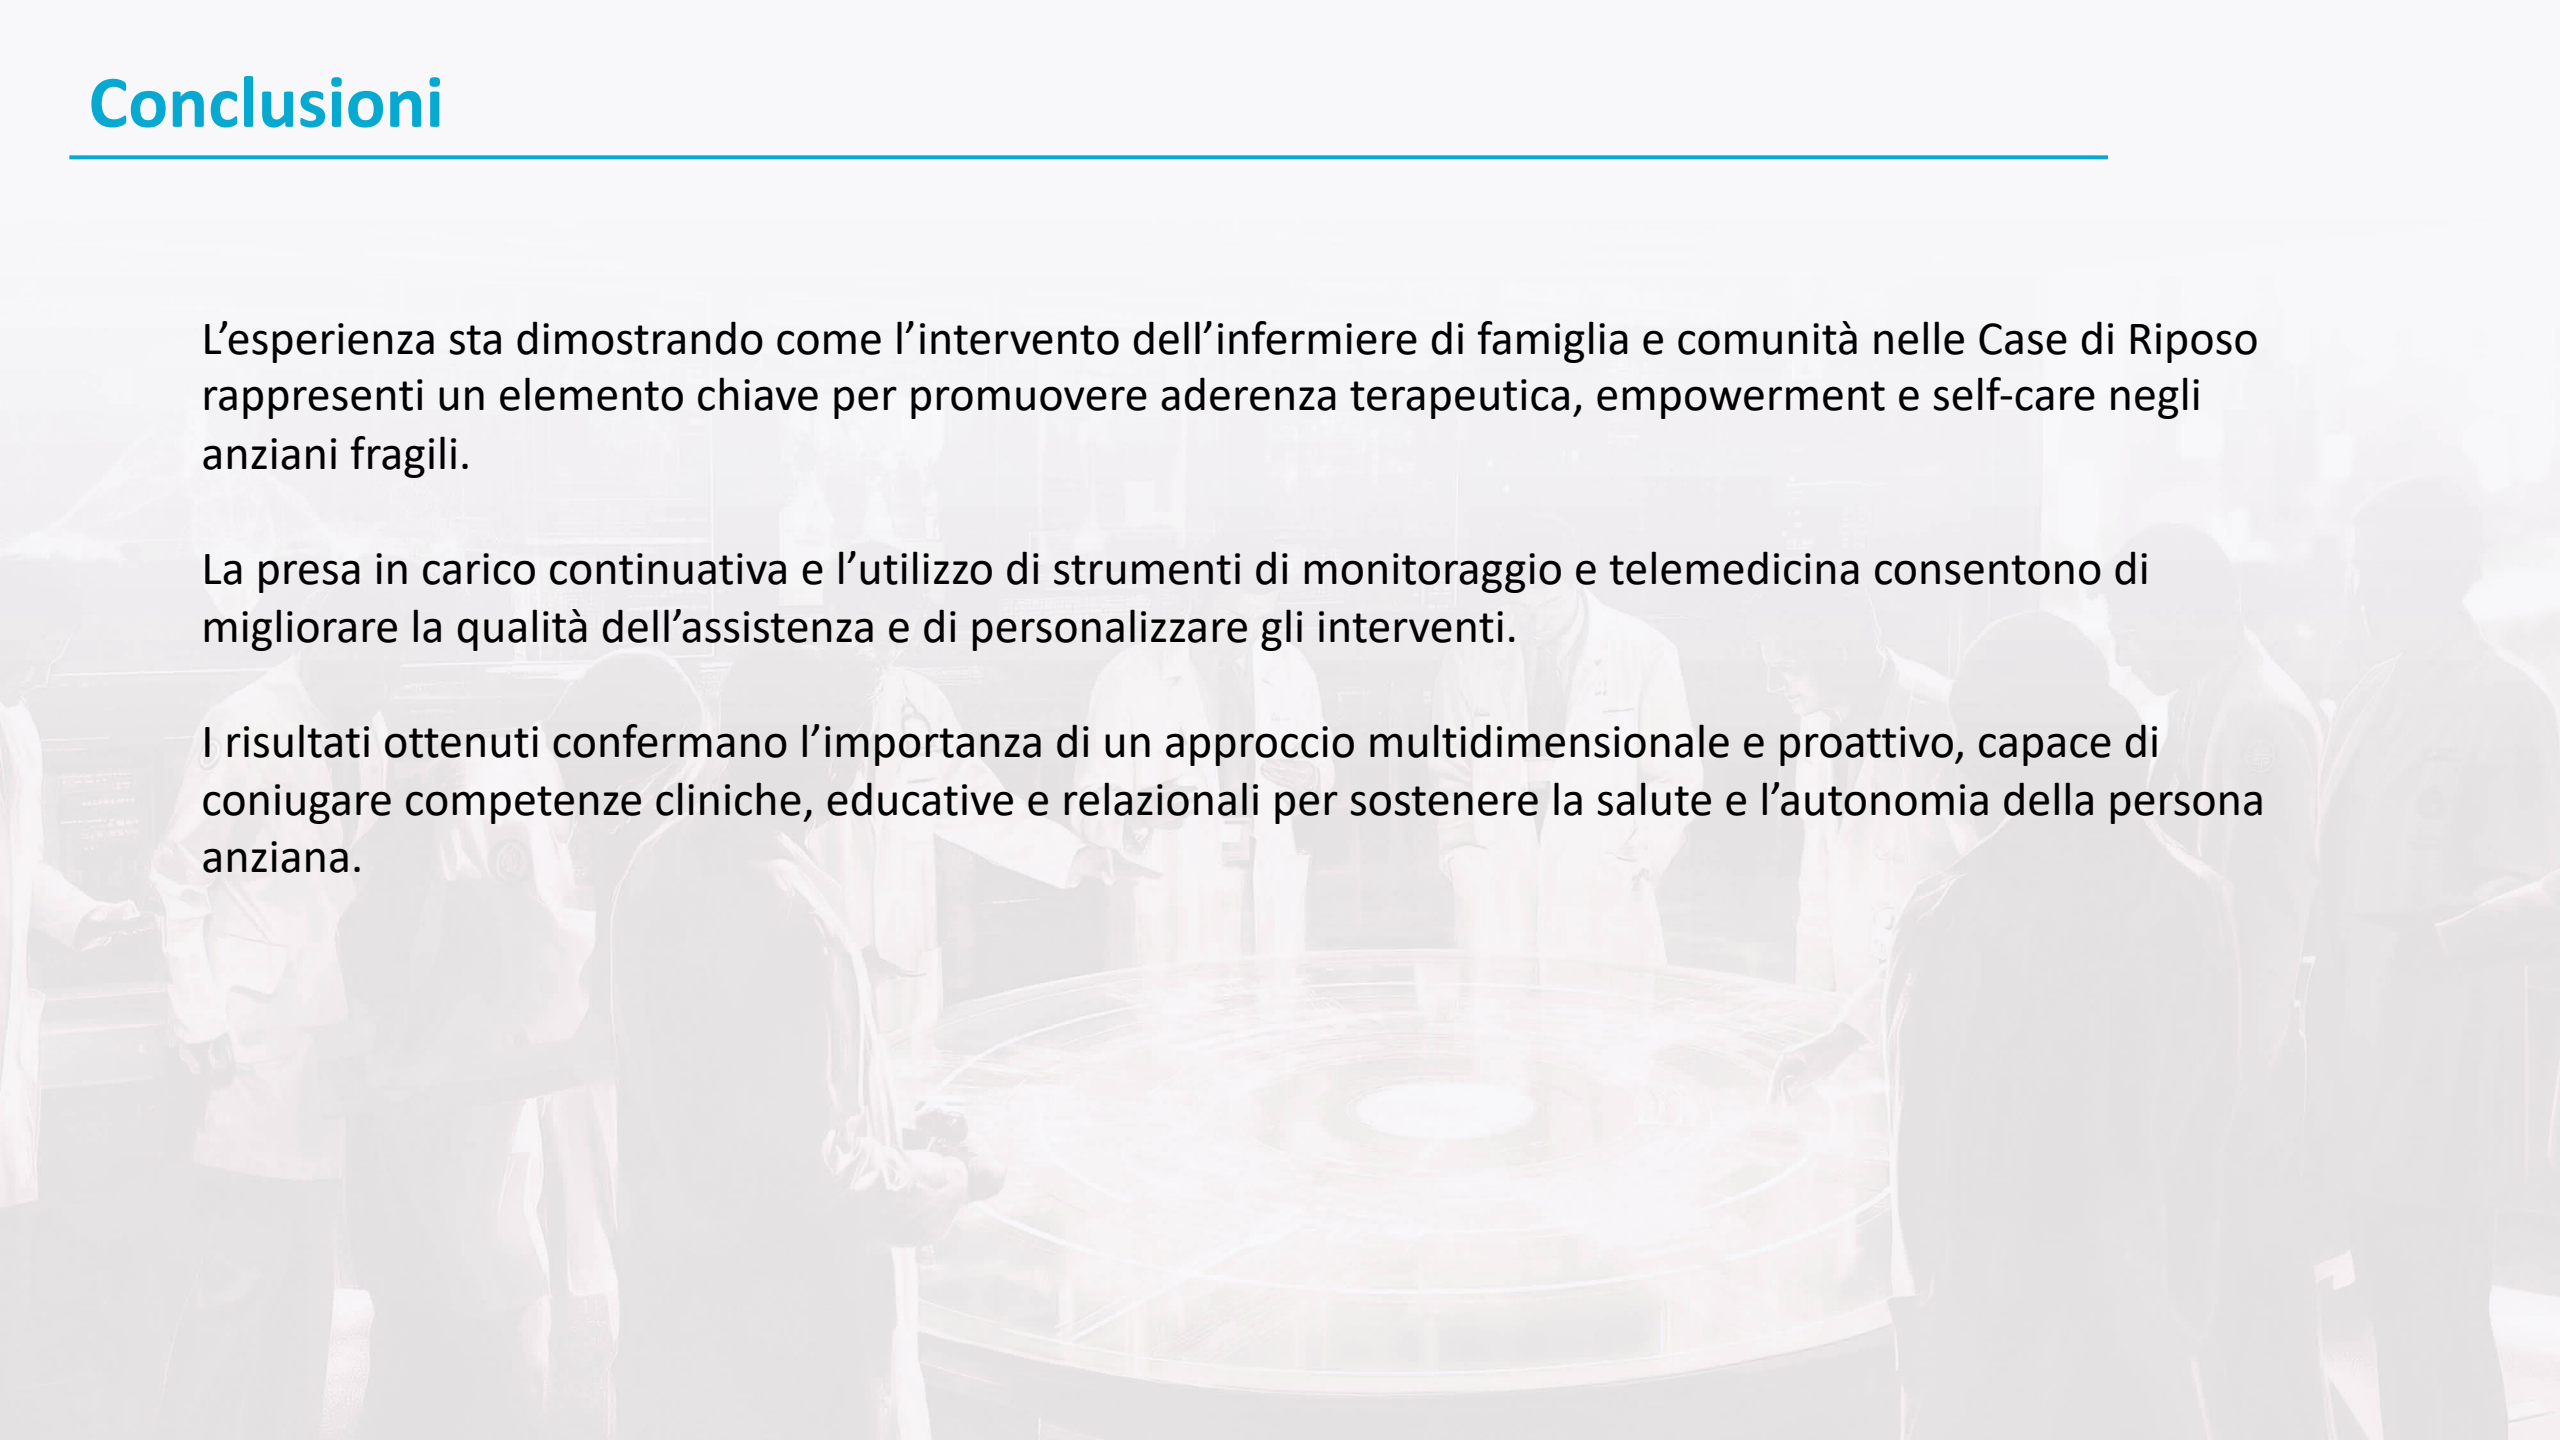 Conclusioni
L’esperienza sta dimostrando come l’intervento dell’infermiere di famiglia e comunità nelle Case di Riposo
rappresenti un elemento chiave per promuovere aderenza terapeutica, empowerment e self-care negli
anziani fragili.
La presa in carico continuativa e l’utilizzo di strumenti di monitoraggio e telemedicina consentono di
migliorare la qualità dell’assistenza e di personalizzare gli interventi.
I risultati ottenuti confermano l’importanza di un approccio multidimensionale e proattivo, capace di
coniugare competenze cliniche, educative e relazionali per sostenere la salute e l’autonomia della persona
anziana.